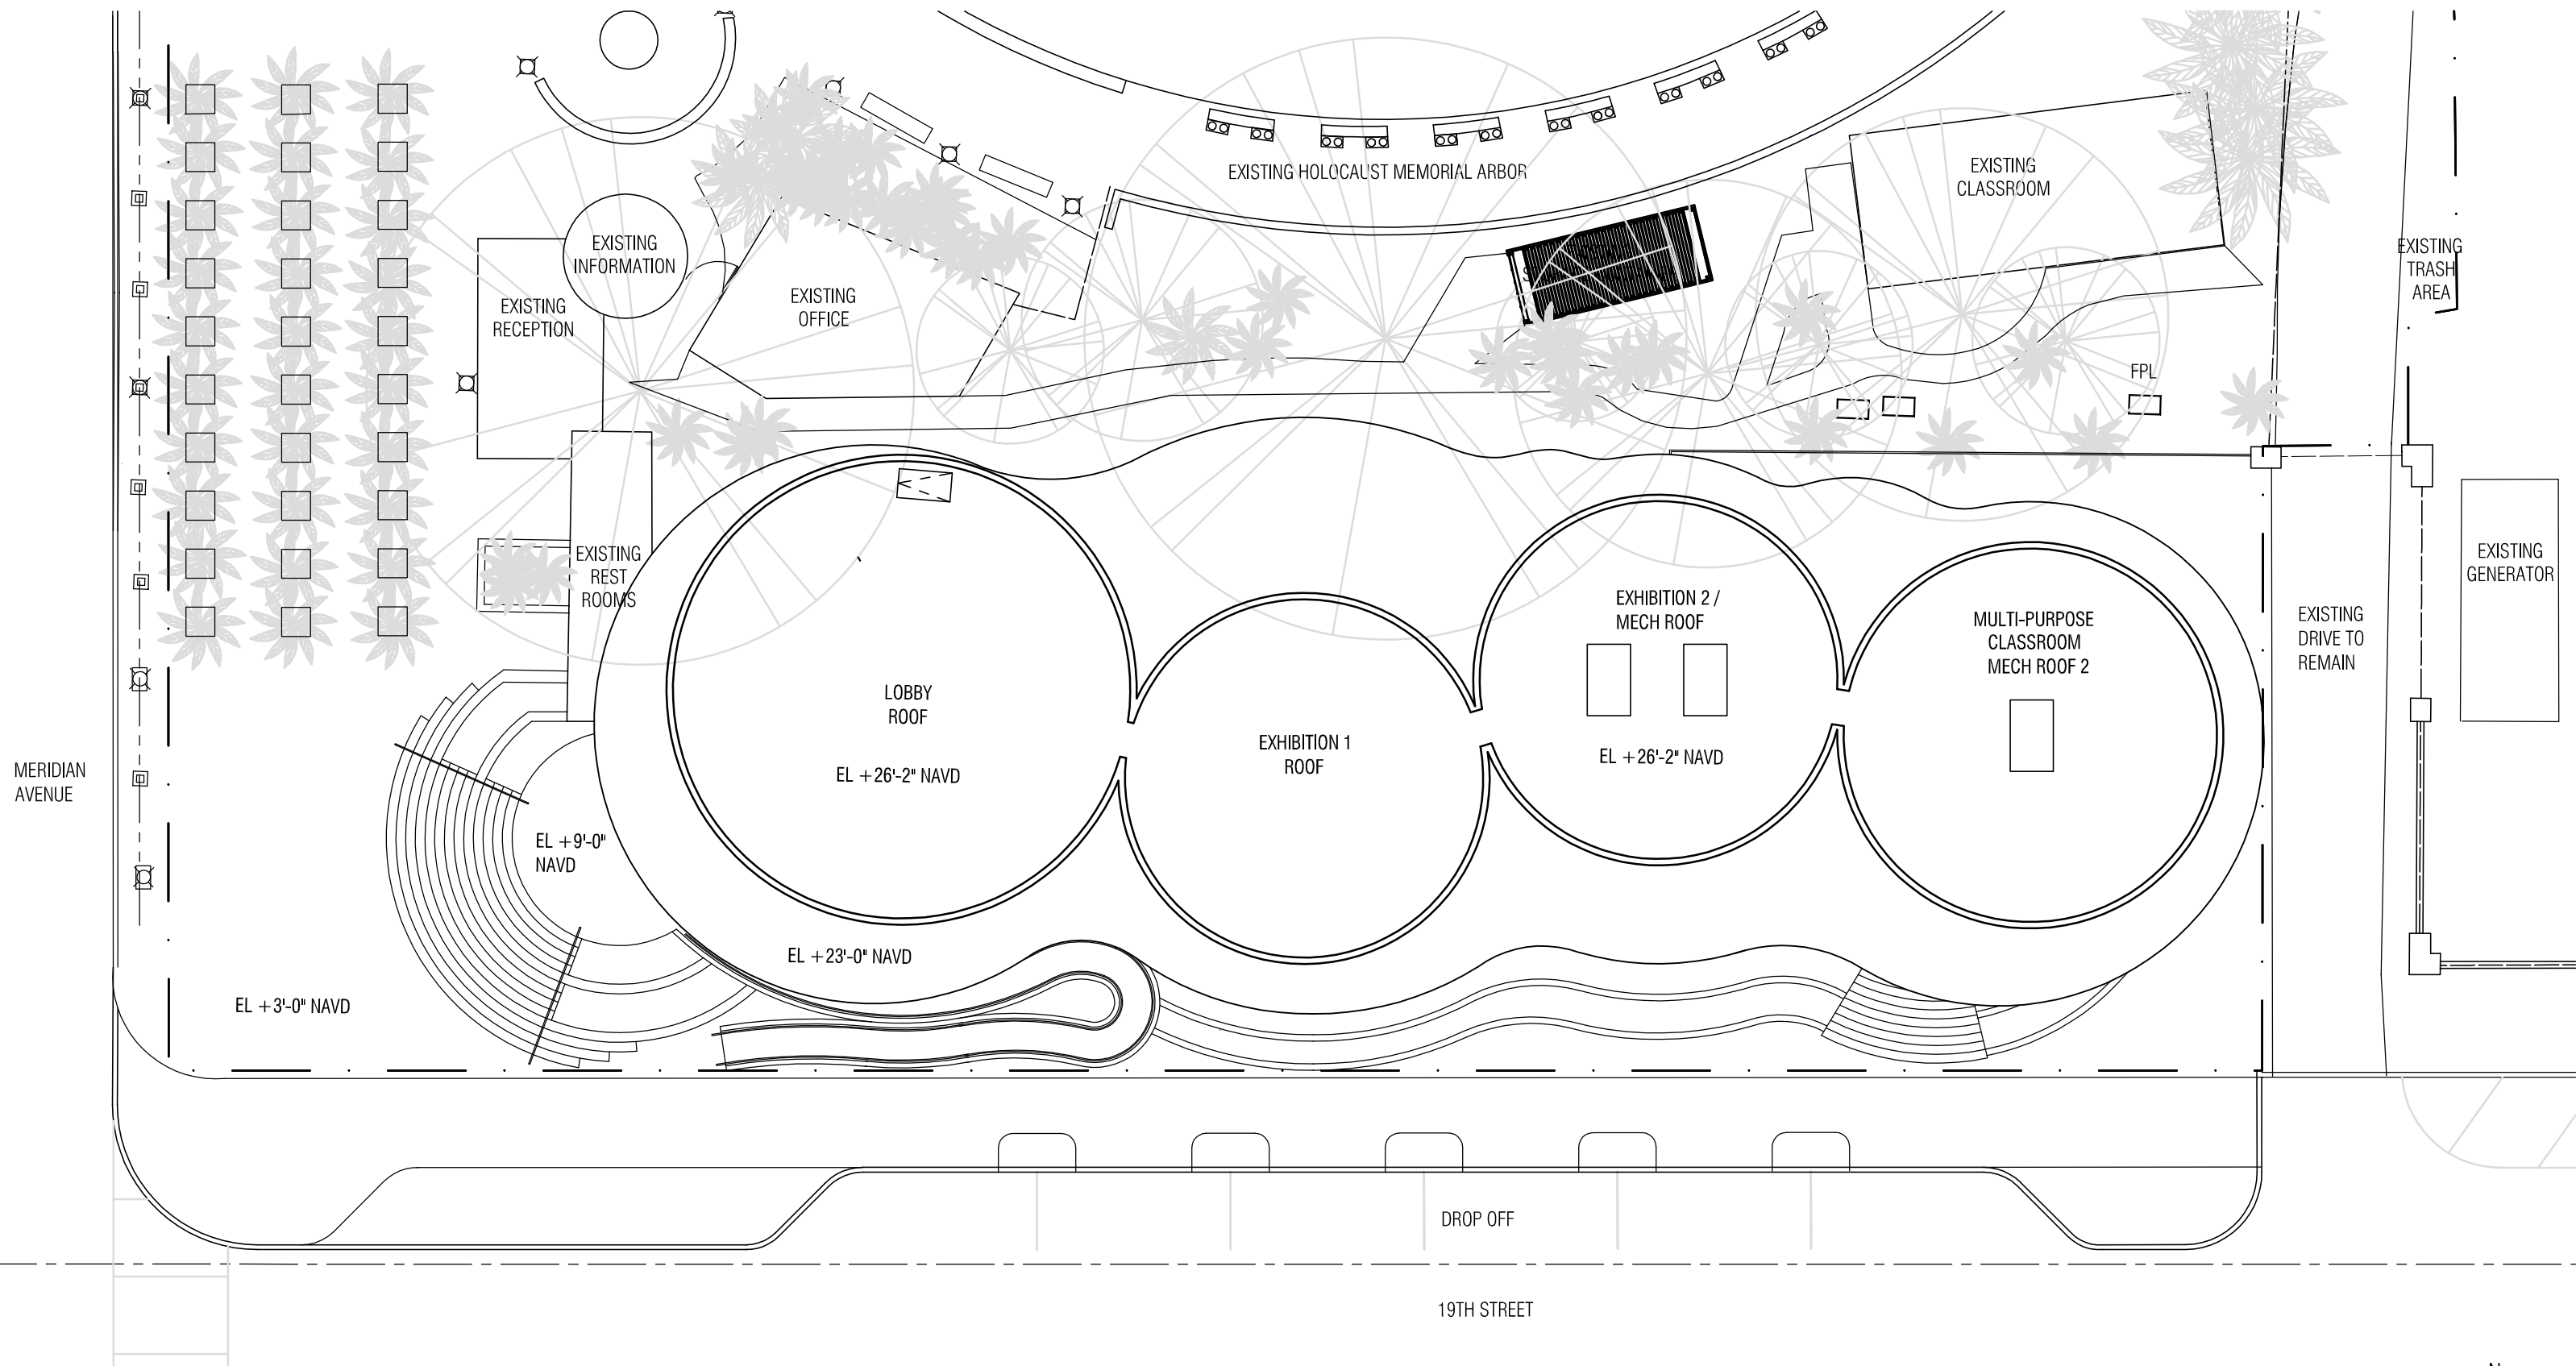 EXISTING HOLOCAUST MEMORIAL ARBOR
EXISTING
CLASSROOM
EXISTING
INFORMATION
EXISTING
TRASH
AREA
EXISTING
RECEPTION
EXISTING
OFFICE
FPL
EXISTING
REST
ROOMS
EXISTING
GENERATOR
EXHIBITION 2 /
MECH ROOF
MULTI-PURPOSE
CLASSROOM
MECH ROOF 2
EXISTING
DRIVE TO
REMAIN
LOBBY
ROOF
EXHIBITION 1
ROOF
EL +26'-2" NAVD
EL +26'-2" NAVD
MERIDIAN
AVENUE
EL +9'-0"
NAVD
EL +23'-0" NAVD
EL +3'-0" NAVD
DROP OFF
19TH STREET